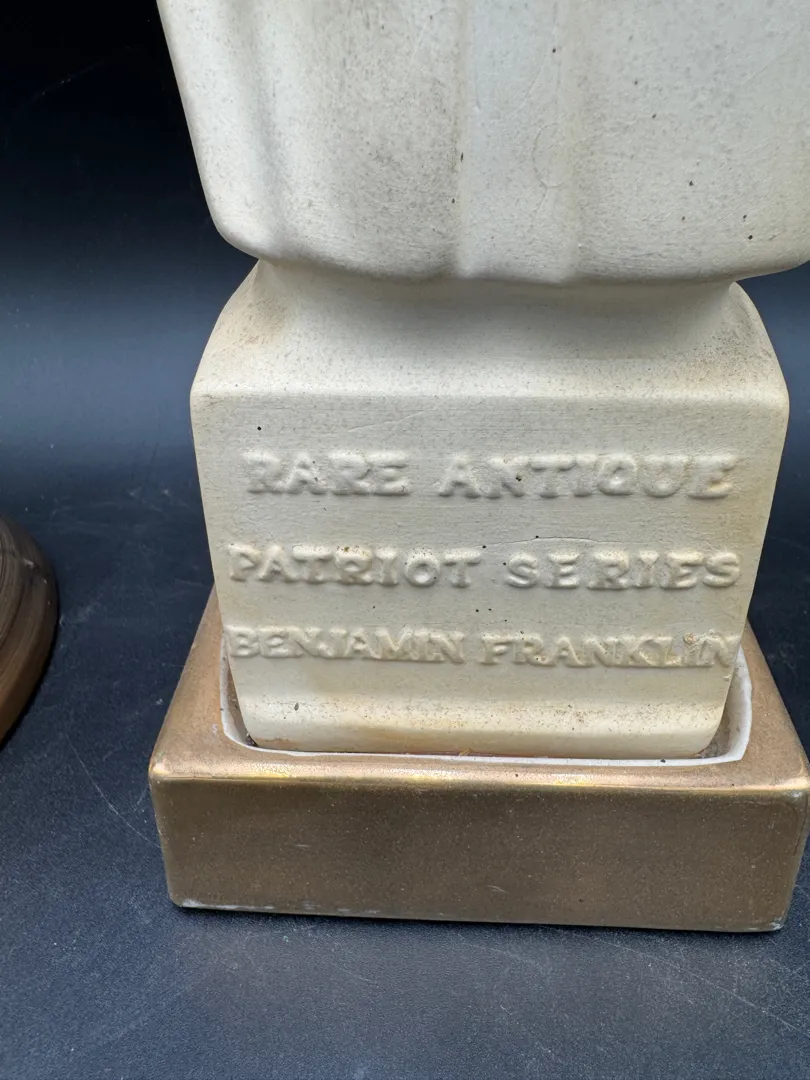 RARE ANTIQUE
PATRIOT SERIES
BENJAMIN FRANKLIN